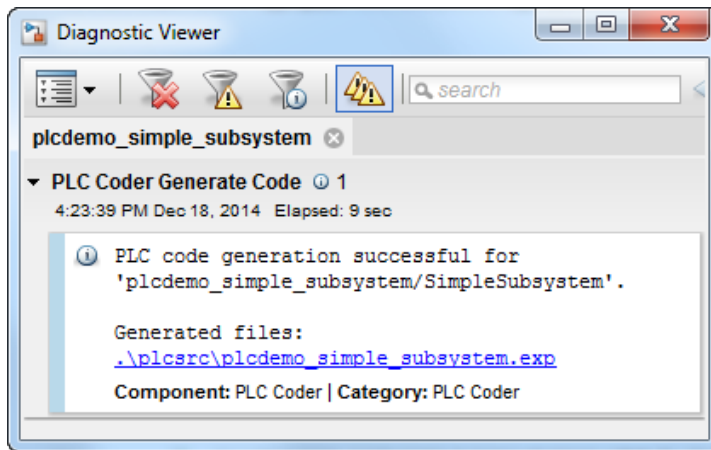 Diagnostic Viewer
search
plcdemo_simple_subsystem
PLC Coder Generate Code 1
4:23:39 PM Dec 18, 2014 Elapsed: 9 sec
PLC code generation successful for
'plcdemo_simple_subsystem/SimpleSubsystem'.
Generated files:
.\plcsrc\plcdemo_simple_subsystem.exp
Component: PLC Coder | Category: PLC Coder